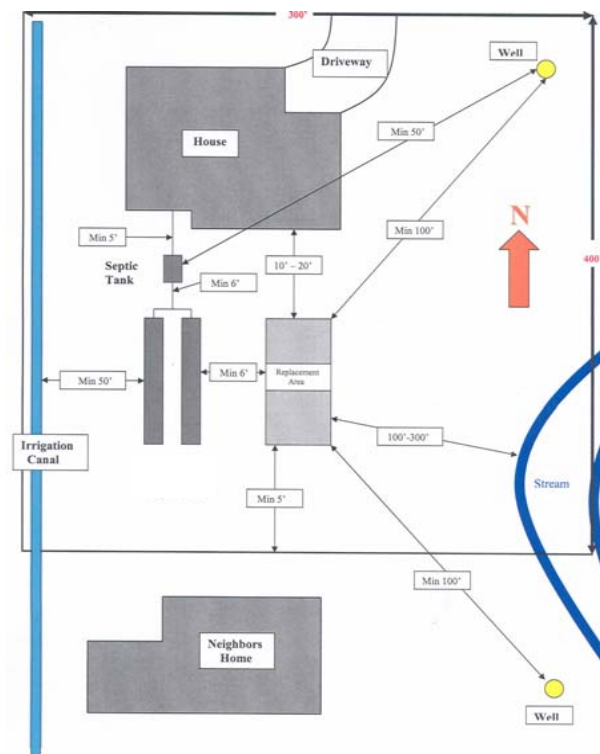 300'
Driveway
Well
Min 50'
House
Min 100'
N
Min 5'
400'
Septic
Tank
10' – 20'
Min 6'
Min 50'
Min 6'
Replacement
Area
100'-300'
Irrigation
Canal
Stream
Min 5'
Min 100'
Neighbors
Home
Well